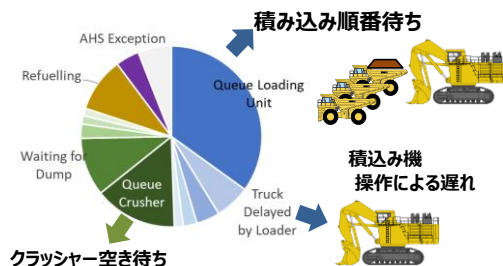 AHS Exception
積み込み順番待ち
Refuelling
Queue Loading
Unit
Waiting for
Dump
Queue
Crusher
Truck
Delayed
by Loader
積込み機
操作による遅れ
クラッシャー空き待ち